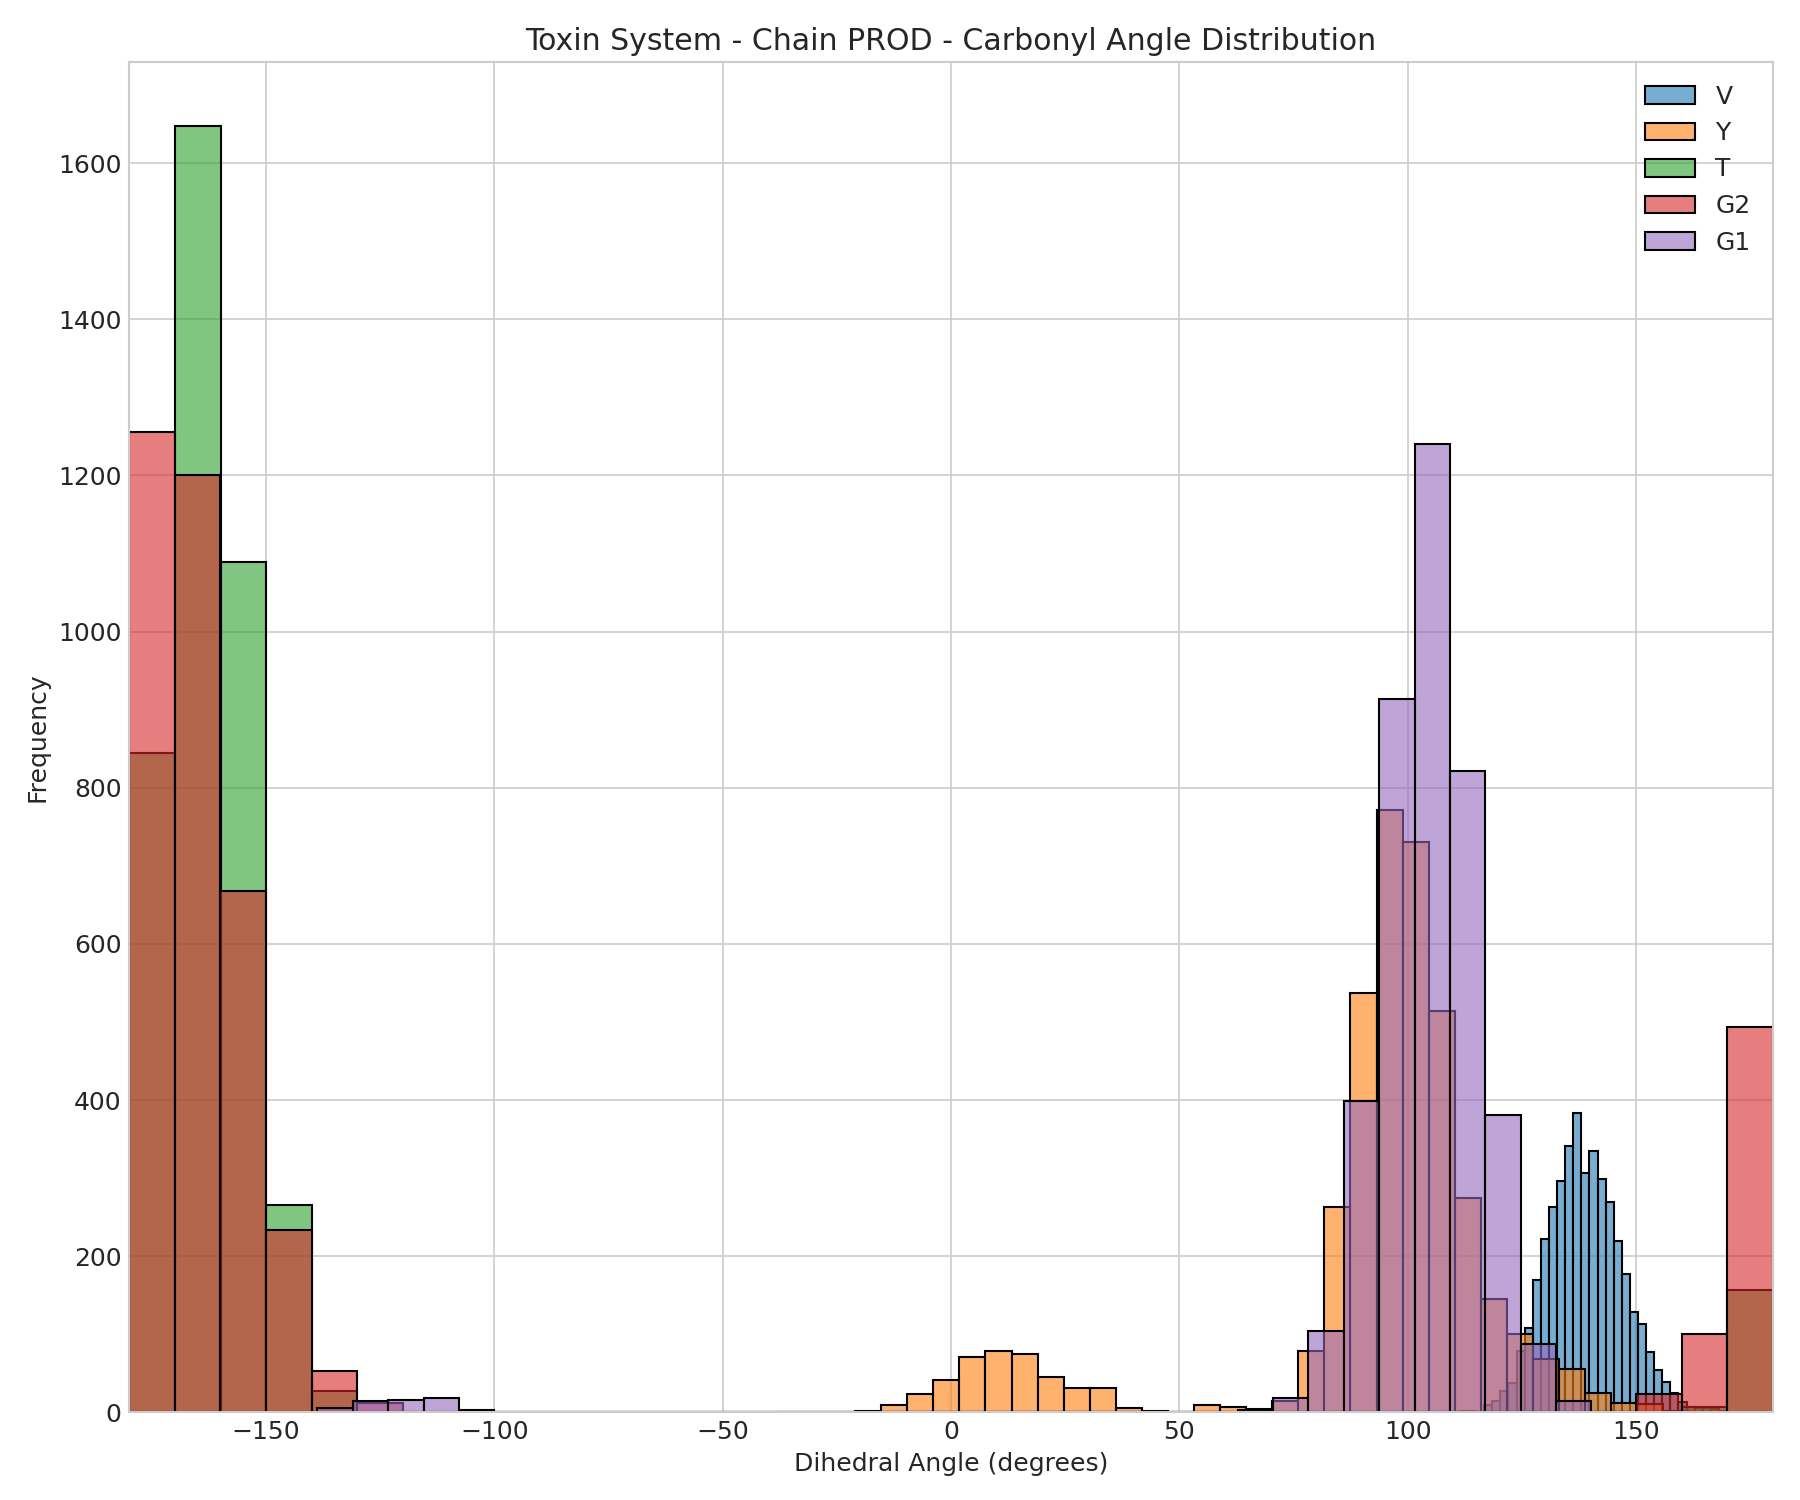 Toxin System - Chain PROD - Carbonyl Angle Distribution
V
Y
T
G2
G1
1600
1400
1200
1000
800
600
400
200
0
Frequency
−150
−100
−50
0
50
100
150
Dihedral Angle (degrees)